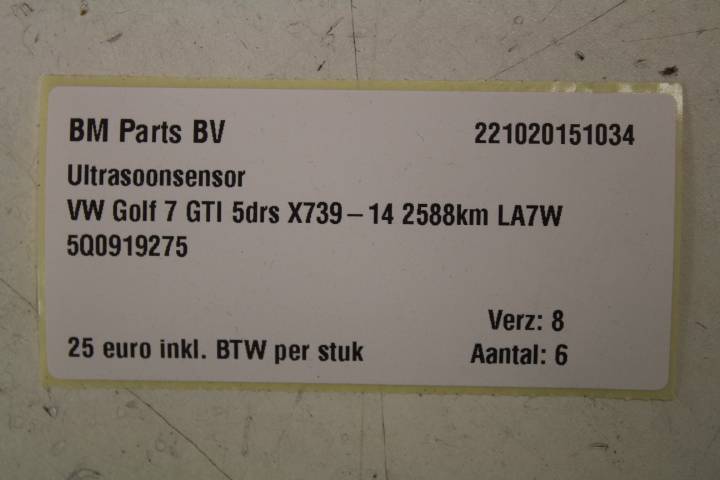 BM Parts BV 221020151034
Ultrasoonsensor
VW Golf 7 GTI 5drs X739-14 2588km LA7W
5Q0919275
Verz: 8
25 euro inkl. BTW per stuk Aantal: 6